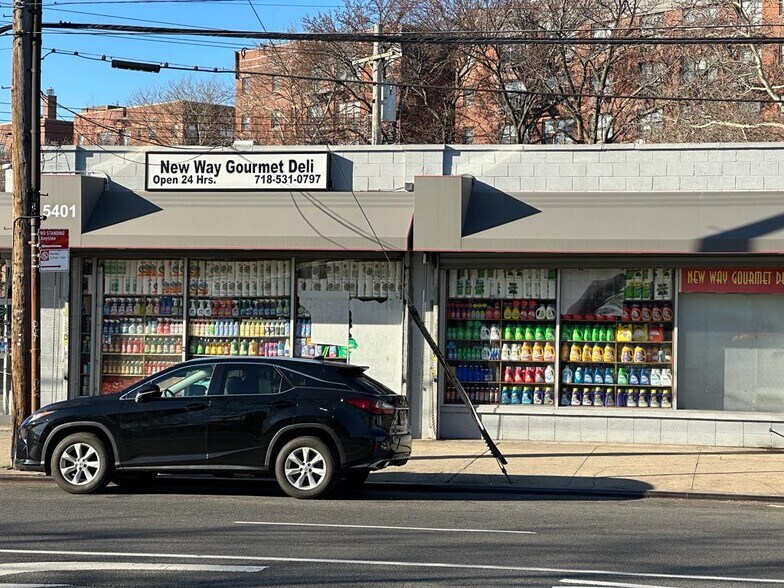 New Way Gourmet Deli
Open 24 Hrs. 718-531-0797
5401
NO STANDING
Anytime
NEW WAY GOURMET DE